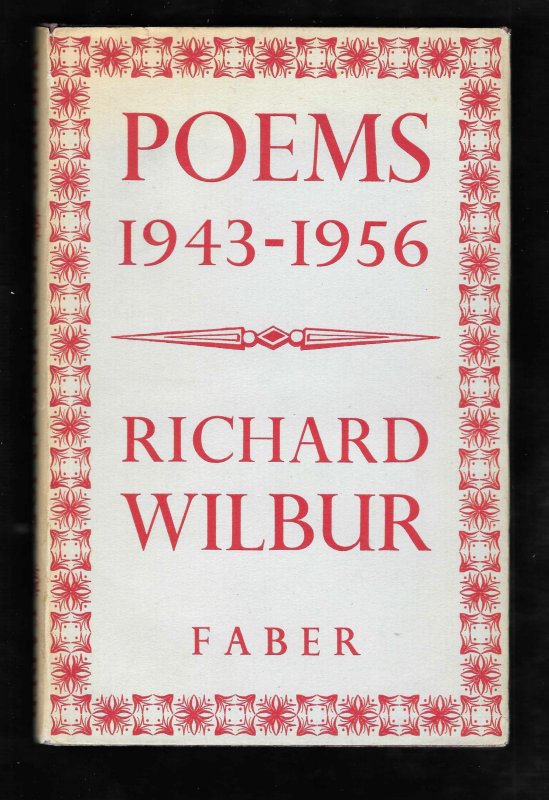 POEMS
1943-1956
RICHARD
WILBUR
FABER